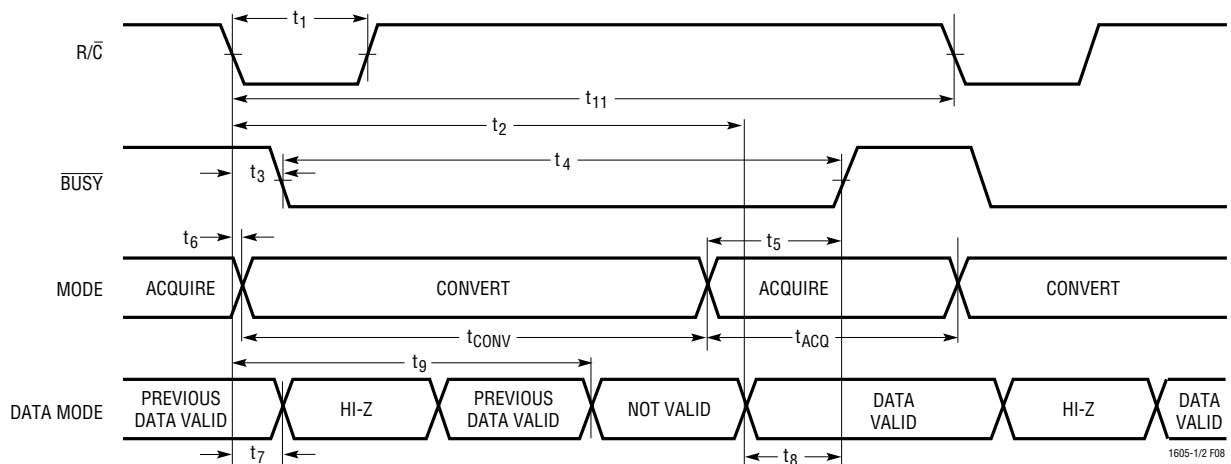 t1
R/C̅
t11
t2
t3
t4
B̅U̅S̅Y̅
t6
t5
MODE
ACQUIRE
CONVERT
ACQUIRE
CONVERT
tCONV
tACQ
t9
DATA MODE
PREVIOUS
DATA VALID
HI-Z
PREVIOUS
DATA VALID
NOT VALID
DATA
VALID
HI-Z
DATA
VALID
t7
t8
1605-1/2 F08